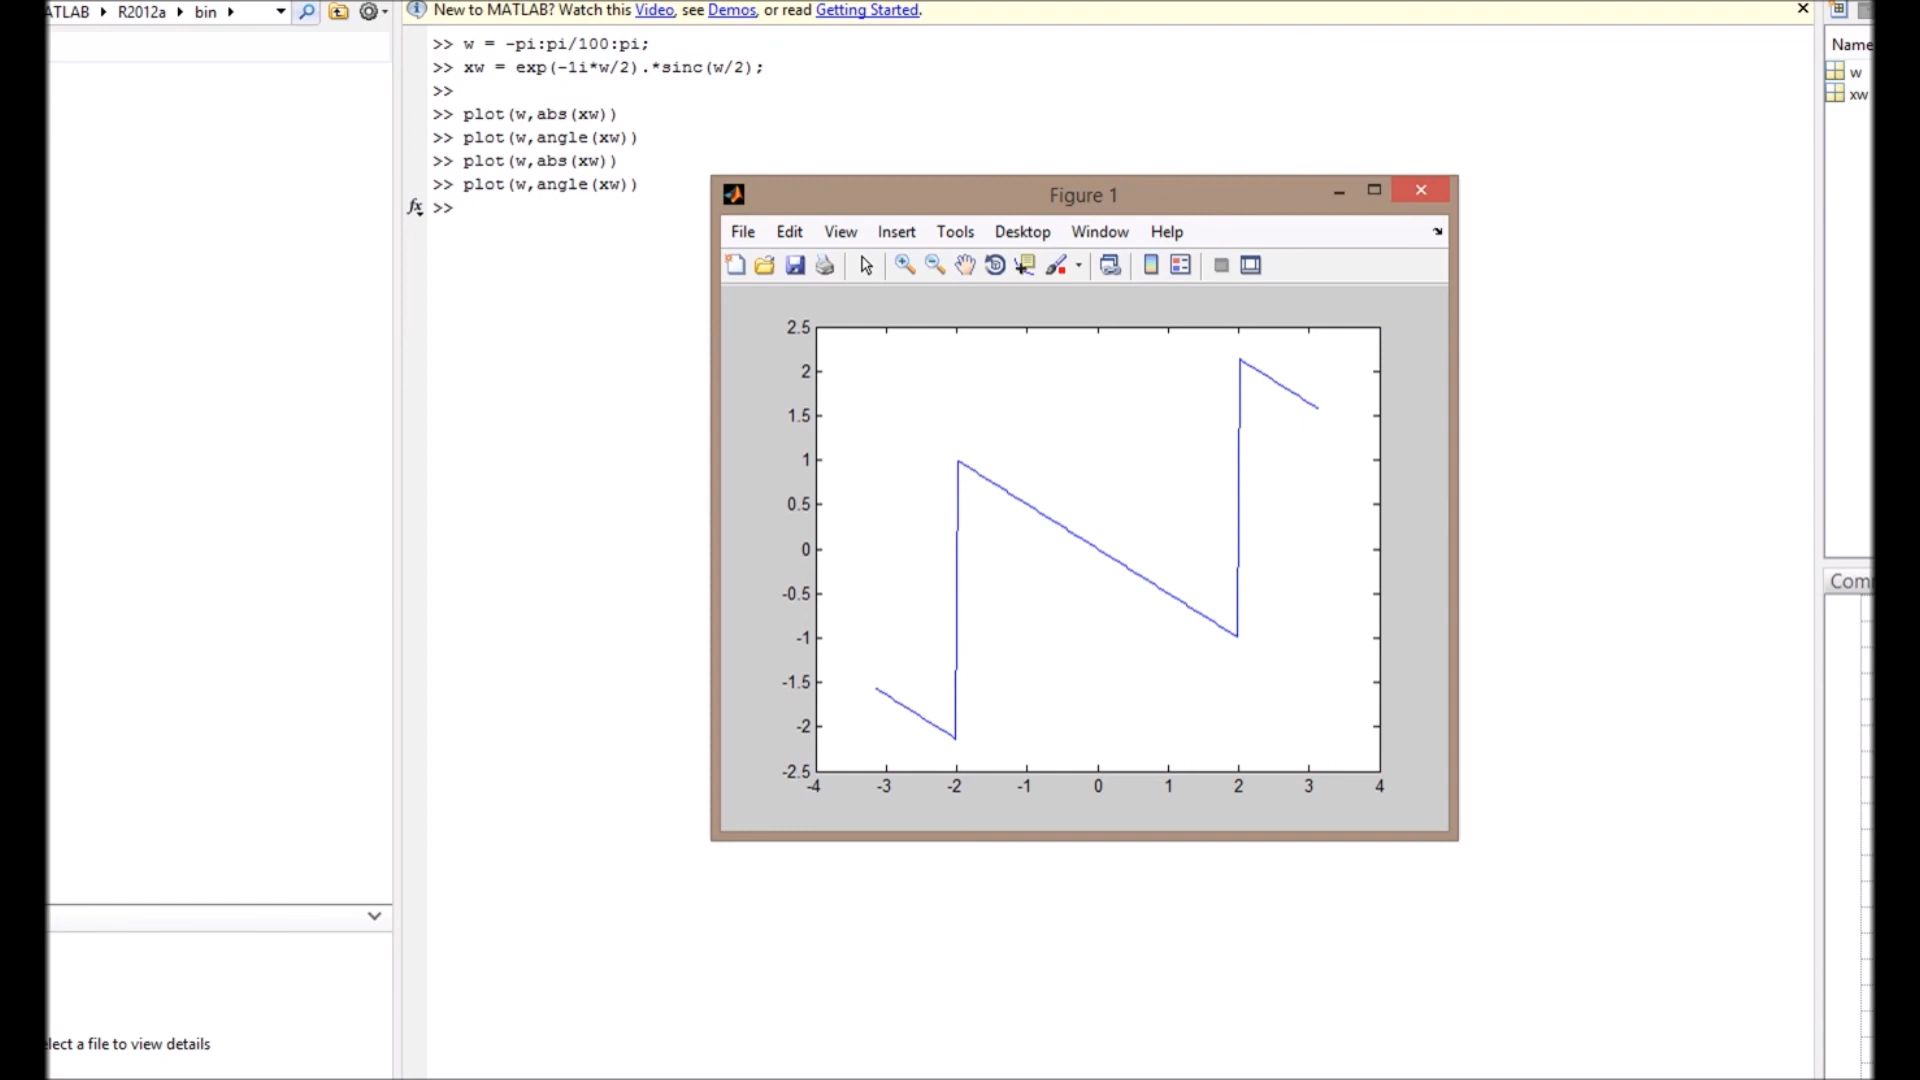 ATLAB R2012a bin
New to MATLAB? Watch this Video, see Demos, or read Getting Started.
>> w = -pi:pi/100:pi;
>> xw = exp(-1i*w/2).*sinc(w/2);
>>
>> plot(w,abs(xw))
>> plot(w,angle(xw))
>> plot(w,abs(xw))
>> plot(w,angle(xw))
fx >>
Name
w
xw
Com
Figure 1
File Edit View Insert Tools Desktop Window Help
2.5
2
1.5
1
0.5
0
-0.5
-1
-1.5
-2
-2.5
-4 -3 -2 -1 0 1 2 3 4
elect a file to view details